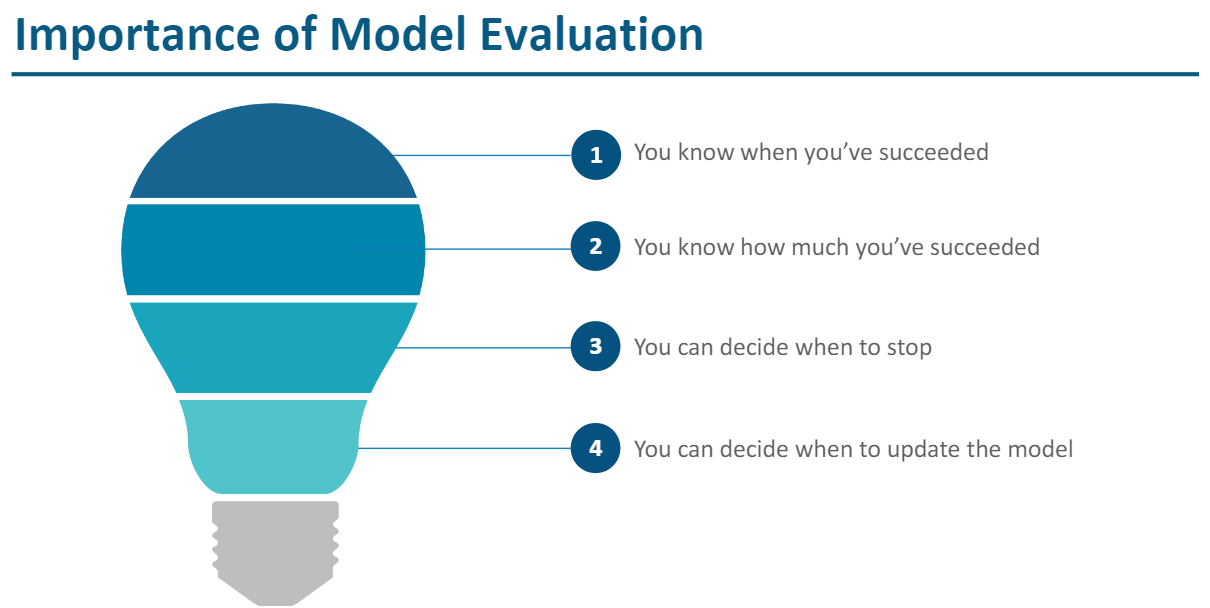 Importance of Model Evaluation
1 You know when you've succeeded
2 You know how much you've succeeded
3 You can decide when to stop
4 You can decide when to update the model